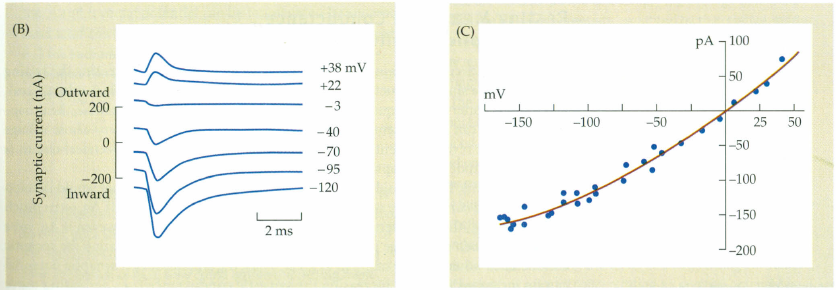 (B)
+38 mV
+22
Outward
200
−3
−40
0
−70
−95
−200
−120
Inward
Synaptic current (nA)
2 ms
(C)
pA
100
50
mV
−150
−100
−50
25
50
−50
−100
−150
−200